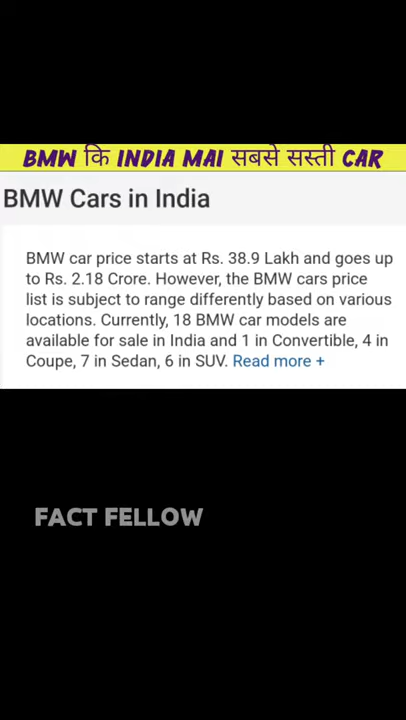 BMW कि INDIA MAI सबसे सस्ती CAR
BMW Cars in India
BMW car price starts at Rs. 38.9 Lakh and goes up
to Rs. 2.18 Crore. However, the BMW cars price
list is subject to range differently based on various
locations. Currently, 18 BMW car models are
available for sale in India and 1 in Convertible, 4 in
Coupe, 7 in Sedan, 6 in SUV. Read more +
FACT FELLOW